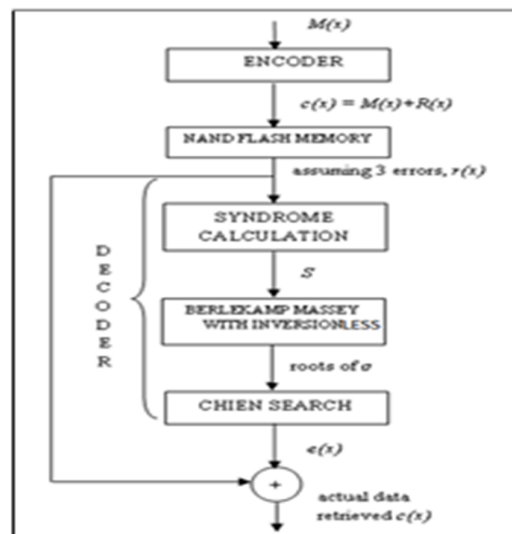 M(x)
ENCODER
c(x) = M(x)+R(x)
NAND FLASH MEMORY
assuming 3 errors, r(x)
SYNDROME
CALCULATION
S
BERLEKAMP MASSEY
WITH INVERSIONLESS
roots of σ
CHIEN SEARCH
e(x)
+
actual data
retrieved c(x)
DECODER